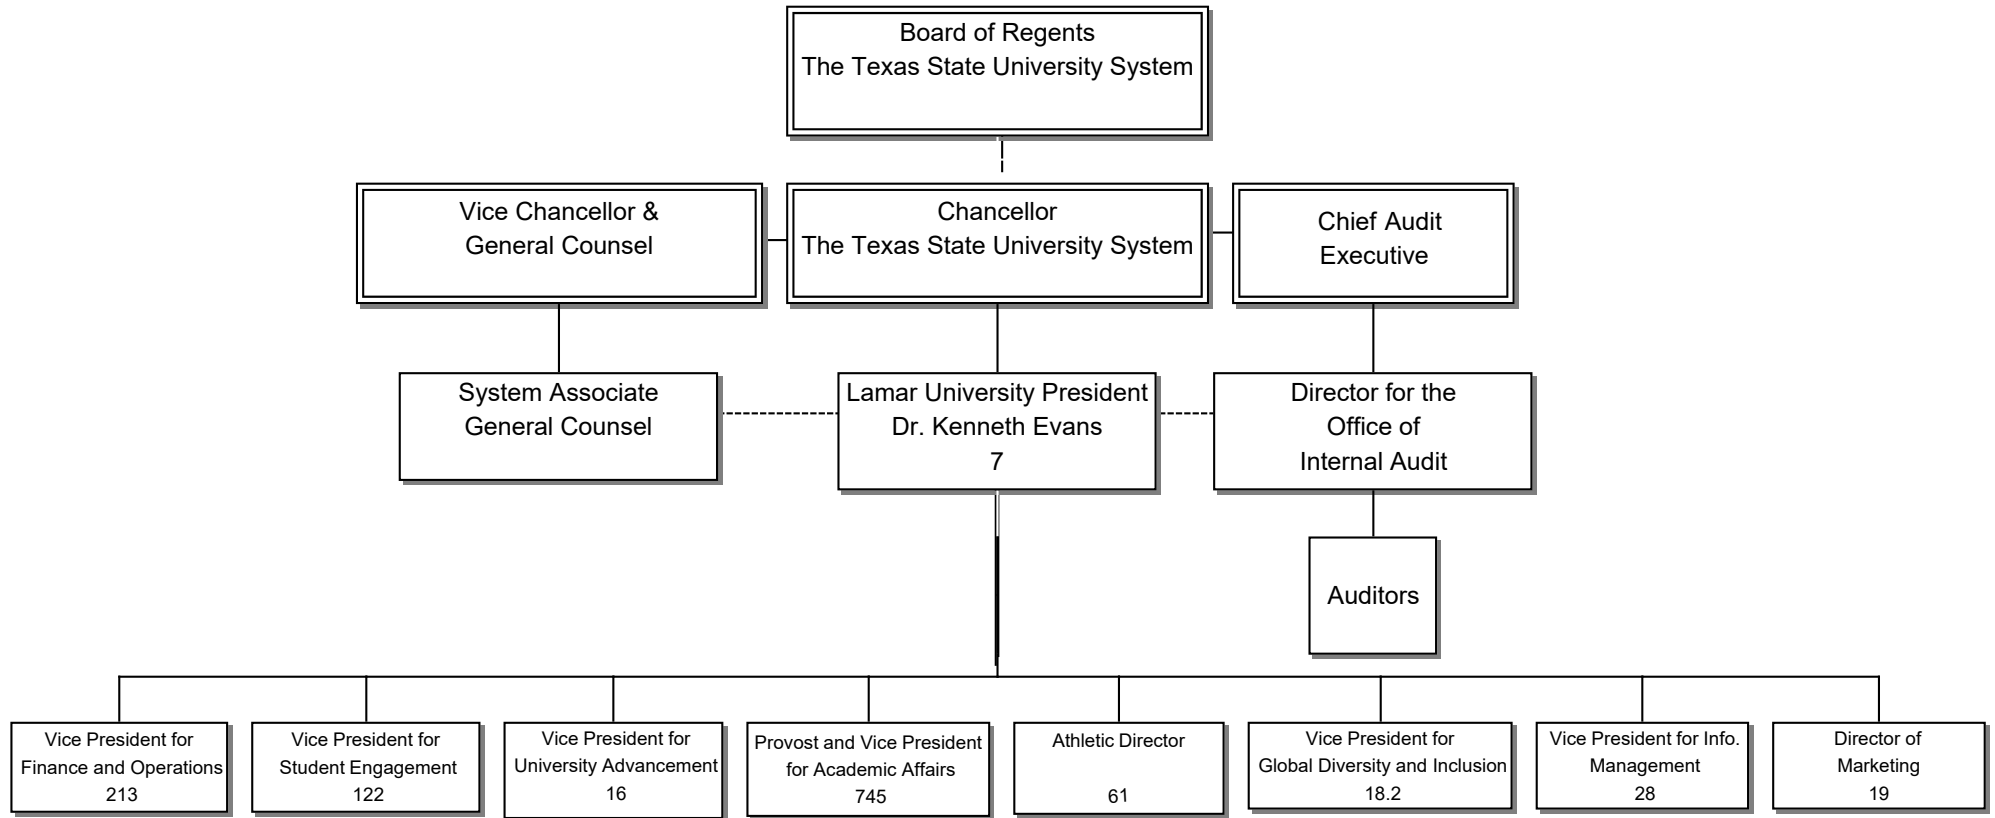 Board of Regents
The Texas State University System
Vice Chancellor &
General Counsel
Chancellor
The Texas State University System
Chief Audit
Executive
System Associate
General Counsel
Lamar University President
Dr. Kenneth Evans
7
Director for the
Office of
Internal Audit
Auditors
Vice President for
Finance and Operations
213
Vice President for
Student Engagement
122
Vice President for
University Advancement
16
Provost and Vice President
for Academic Affairs
745
Athletic Director
61
Vice President for
Global Diversity and Inclusion
18.2
Vice President for Info.
Management
28
Director of
Marketing
19